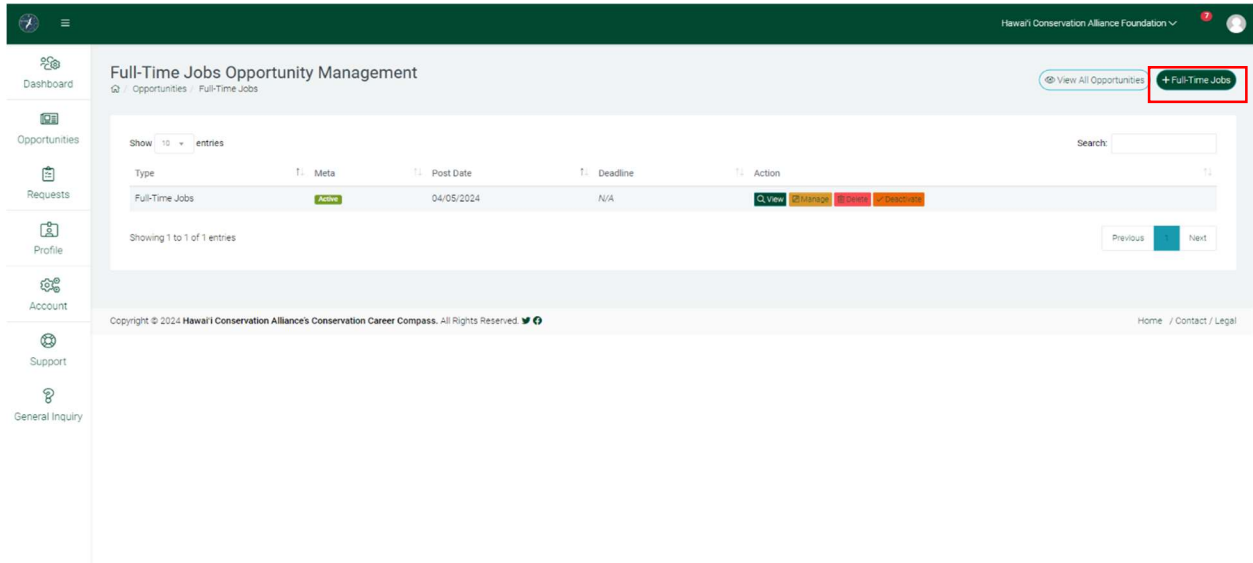 Hawai'i Conservation Alliance Foundation
7
Dashboard
Opportunities
Requests
Profile
Account
Support
General Inquiry
Full-Time Jobs Opportunity Management
/ Opportunities / Full-Time Jobs
View All Opportunities
+ Full-Time Jobs
Show 10 entries
Search:
Type Meta Post Date Deadline Action
Full-Time Jobs Active 04/05/2024 N/A View Manage Delete Deactivate
Showing 1 to 1 of 1 entries
Previous 1 Next
Copyright © 2024 Hawai'i Conservation Alliance's Conservation Career Compass. All Rights Reserved.
Home / Contact / Legal